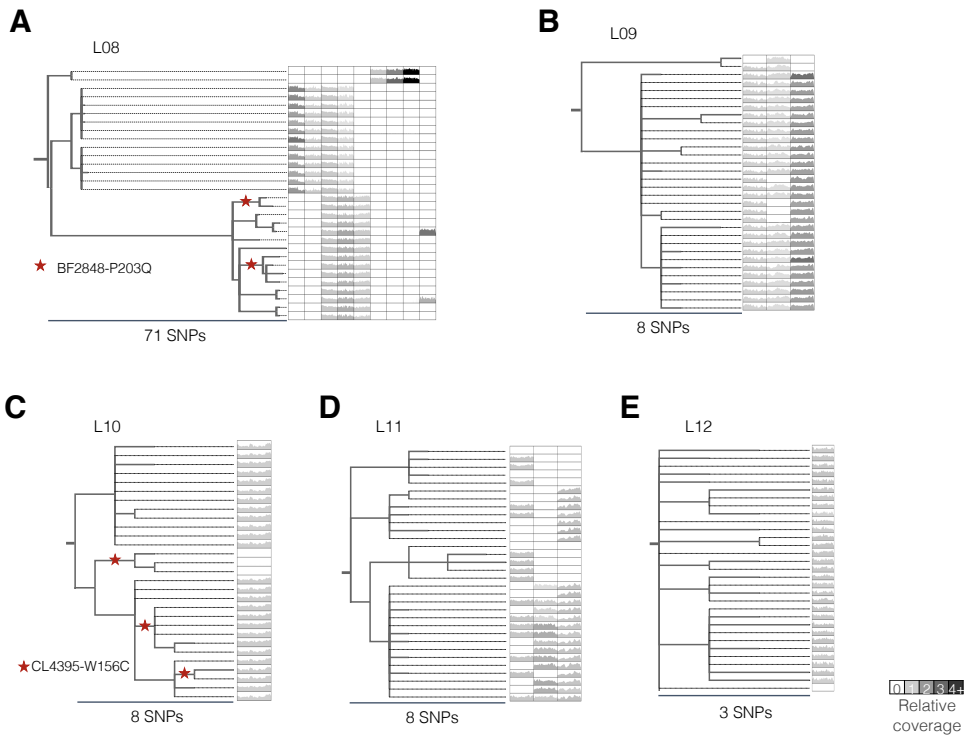 A
L08
BF2848-P203Q
71 SNPs
B
L09
8 SNPs
C
L10
CL4395-W156C
8 SNPs
D
L11
8 SNPs
E
L12
3 SNPs
0 1 2 3 4+
Relative
coverage